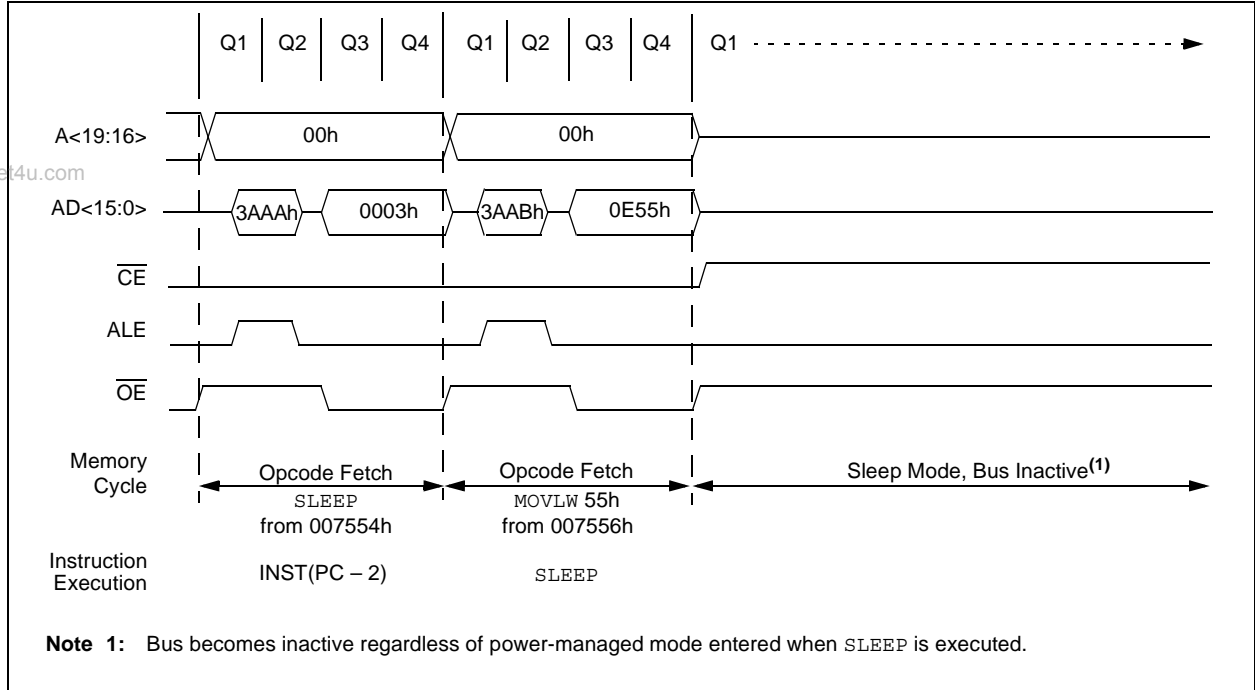 Q1 Q2 Q3 Q4 Q1 Q2 Q3 Q4 Q1
A<19:16> 00h 00h
et4u.com
AD<15:0> 3AAAh 0003h 3AABh 0E55h
CE
ALE
OE
Memory Cycle
Opcode Fetch
SLEEP
from 007554h
Opcode Fetch
MOVLW 55h
from 007556h
Sleep Mode, Bus Inactive(1)
Instruction Execution
INST(PC – 2)
SLEEP
Note 1: Bus becomes inactive regardless of power-managed mode entered when SLEEP is executed.